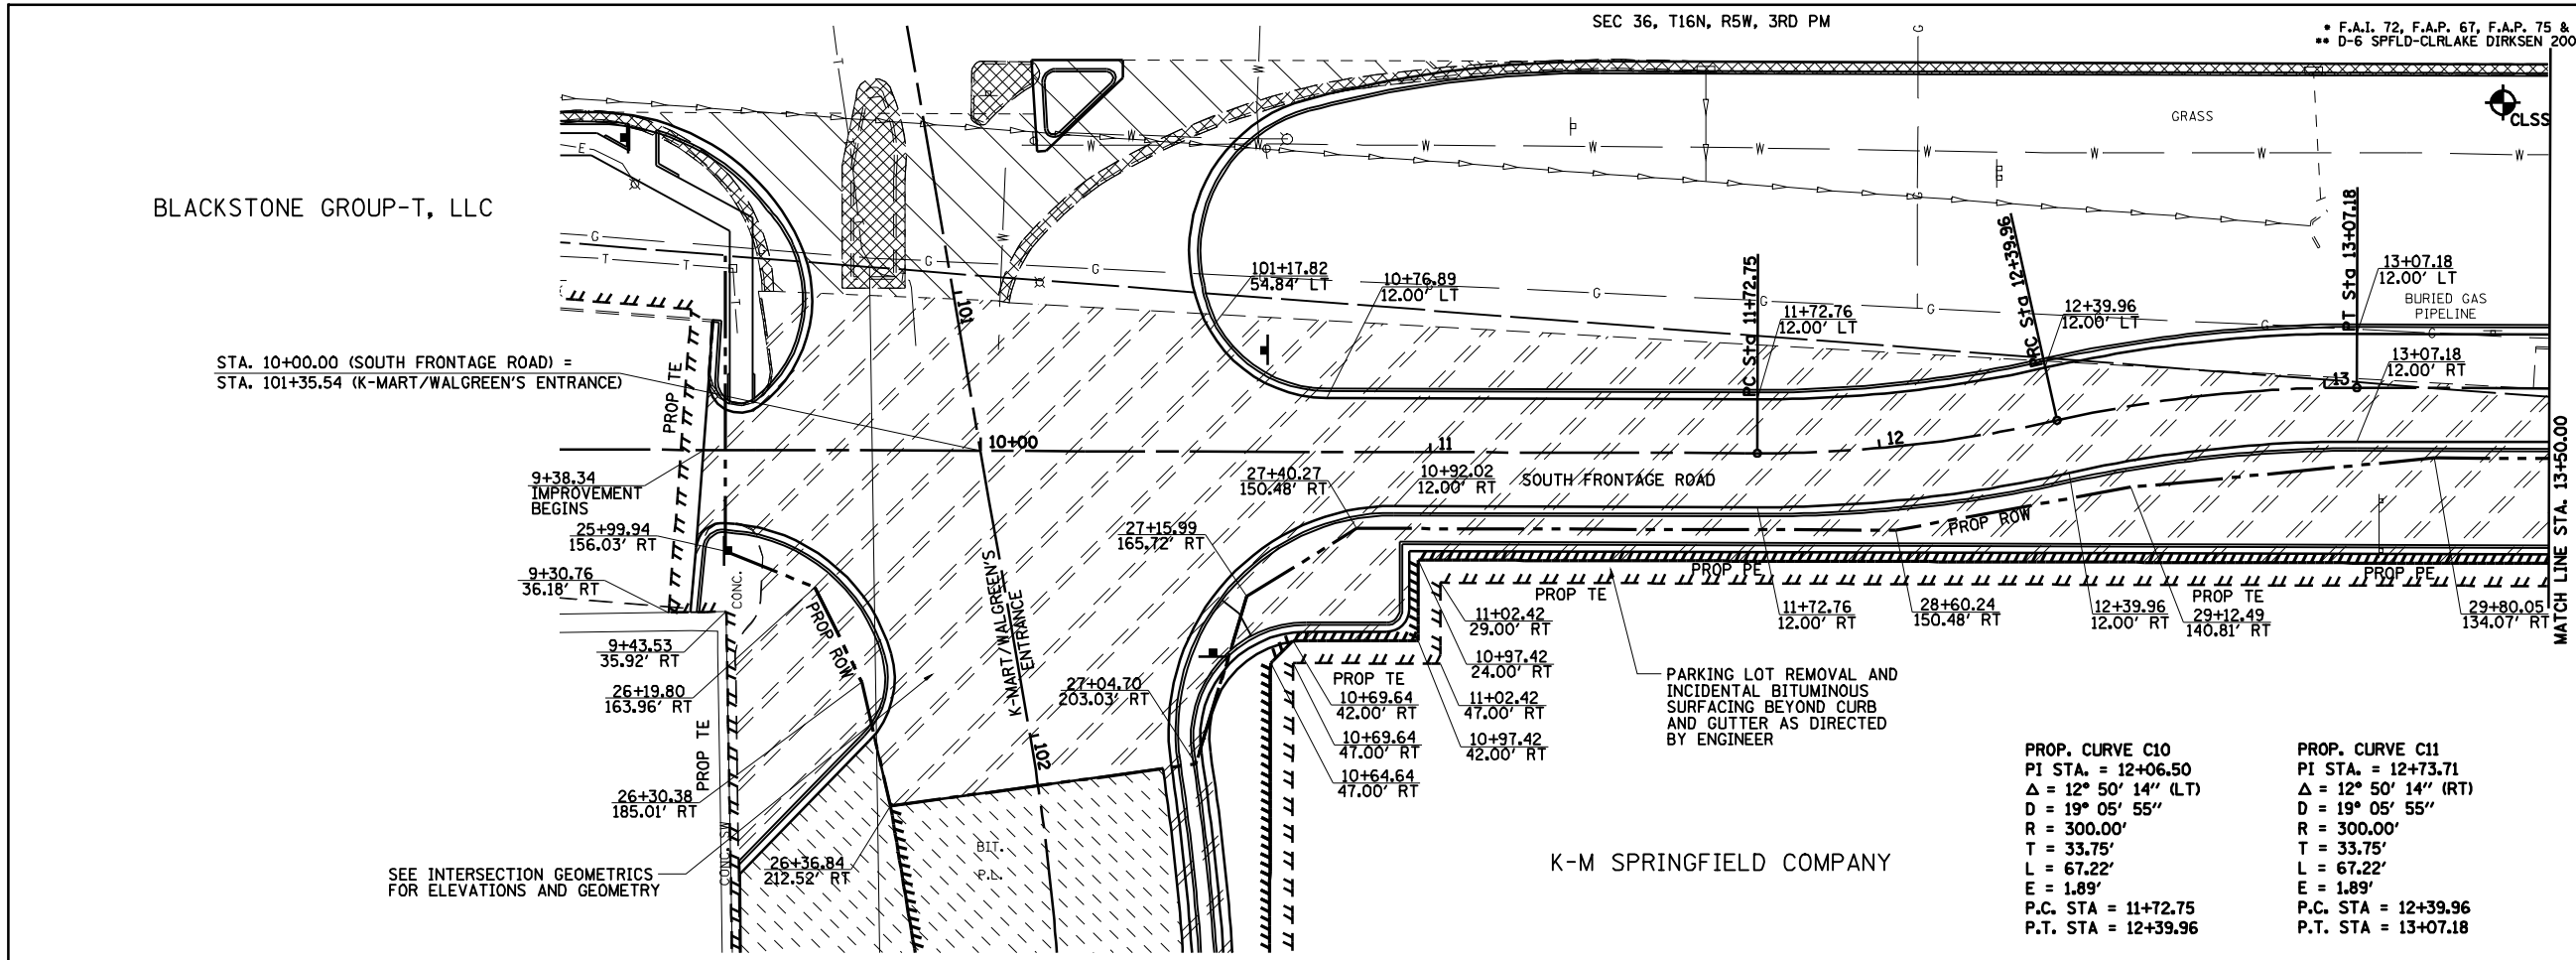 SEC 36, T16N, R5W, 3RD PM
* F.A.I. 72, F.A.P. 67, F.A.P. 75 &
** D-6 SPFLD-CLRLAKE DIRKSEN 200
CLSS
GRASS
BLACKSTONE GROUP-T, LLC
101+17.82
54.84' LT
10+76.89
12.00' LT
PC Sta 11+72.75
11+72.76
12.00' LT
PRC Sta 12+39.96
12+39.96
12.00' LT
PT Sta 13+07.18
13+07.18
12.00' LT
BURIED GAS
PIPELINE
13+07.18
12.00' RT
101
STA. 10+00.00 (SOUTH FRONTAGE ROAD) =
STA. 101+35.54 (K-MART/WALGREEN'S ENTRANCE)
PROP TE
10+00
11
12
13
MATCH LINE STA. 13+50.00
9+38.34
IMPROVEMENT
BEGINS
27+40.27
150.48' RT
10+92.02
12.00' RT
SOUTH FRONTAGE ROAD
25+99.94
156.03' RT
27+15.99
165.72' RT
PROP ROW
9+30.76
36.18' RT
CONC.
PROP PE
PROP PE
PROP TE
PROP TE
PROP ROW
K-MART/WALGREEN'S
ENTRANCE
11+02.42
29.00' RT
11+72.76
12.00' RT
28+60.24
150.48' RT
12+39.96
12.00' RT
29+12.49
140.81' RT
29+80.05
134.07' RT
9+43.53
35.92' RT
10+97.42
24.00' RT
26+19.80
163.96' RT
27+04.70
203.03' RT
PROP TE
10+69.64
42.00' RT
11+02.42
47.00' RT
PARKING LOT REMOVAL AND
INCIDENTAL BITUMINOUS
SURFACING BEYOND CURB
AND GUTTER AS DIRECTED
BY ENGINEER
10+69.64
47.00' RT
10+97.42
42.00' RT
102
PROP TE
10+64.64
47.00' RT
26+30.38
185.01' RT
CONC. SW
BIT.
P.L.
26+36.84
212.52' RT
SEE INTERSECTION GEOMETRICS
FOR ELEVATIONS AND GEOMETRY
K-M SPRINGFIELD COMPANY
PROP. CURVE C10
PI STA. = 12+06.50
Δ = 12° 50' 14'' (LT)
D = 19° 05' 55''
R = 300.00'
T = 33.75'
L = 67.22'
E = 1.89'
P.C. STA = 11+72.75
P.T. STA = 12+39.96
PROP. CURVE C11
PI STA. = 12+73.71
Δ = 12° 50' 14'' (RT)
D = 19° 05' 55''
R = 300.00'
T = 33.75'
L = 67.22'
E = 1.89'
P.C. STA = 12+39.96
P.T. STA = 13+07.18